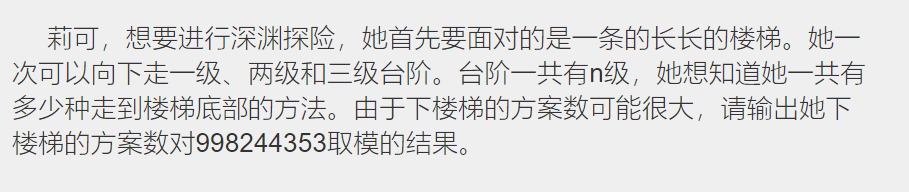 莉可，想要进行深渊探险，她首先要面对的是一条的长长的楼梯。她一
次可以向下走一级、两级和三级台阶。台阶一共有n级，她想知道她一共有
多少种走到楼梯底部的方法。由于下楼梯的方案数可能很大，请输出她下
楼梯的方案数对998244353取模的结果。